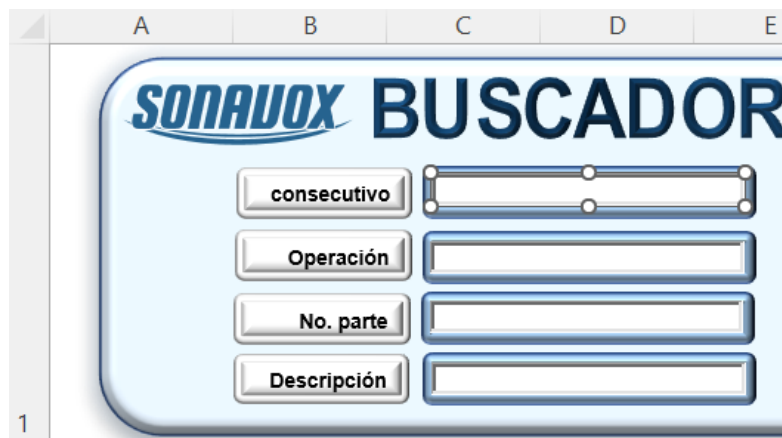 A B C D E
SONAVOX BUSCADOR
consecutivo
Operación
No. parte
Descripción
1